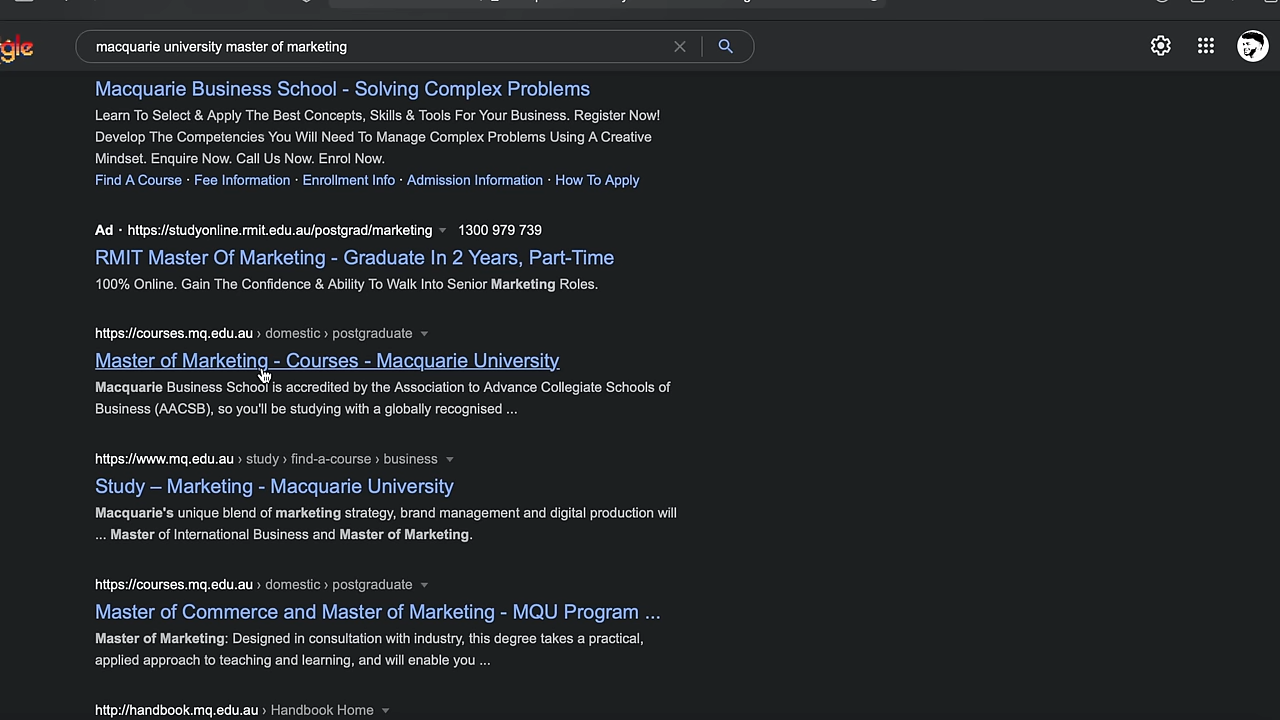 gle
macquarie university master of marketing
Macquarie Business School - Solving Complex Problems
Learn To Select & Apply The Best Concepts, Skills & Tools For Your Business. Register Now!
Develop The Competencies You Will Need To Manage Complex Problems Using A Creative
Mindset. Enquire Now. Call Us Now. Enrol Now.
Find A Course · Fee Information · Enrollment Info · Admission Information · How To Apply
Ad · https://studyonline.rmit.edu.au/postgrad/marketing 1300 979 739
RMIT Master Of Marketing - Graduate In 2 Years, Part-Time
100% Online. Gain The Confidence & Ability To Walk Into Senior Marketing Roles.
https://courses.mq.edu.au › domestic › postgraduate
Master of Marketing - Courses - Macquarie University
Macquarie Business School is accredited by the Association to Advance Collegiate Schools of
Business (AACSB), so you'll be studying with a globally recognised ...
https://www.mq.edu.au › study › find-a-course › business
Study – Marketing - Macquarie University
Macquarie's unique blend of marketing strategy, brand management and digital production will
... Master of International Business and Master of Marketing.
https://courses.mq.edu.au › domestic › postgraduate
Master of Commerce and Master of Marketing - MQU Program ...
Master of Marketing: Designed in consultation with industry, this degree takes a practical,
applied approach to teaching and learning, and will enable you ...
http://handbook.mq.edu.au › Handbook Home